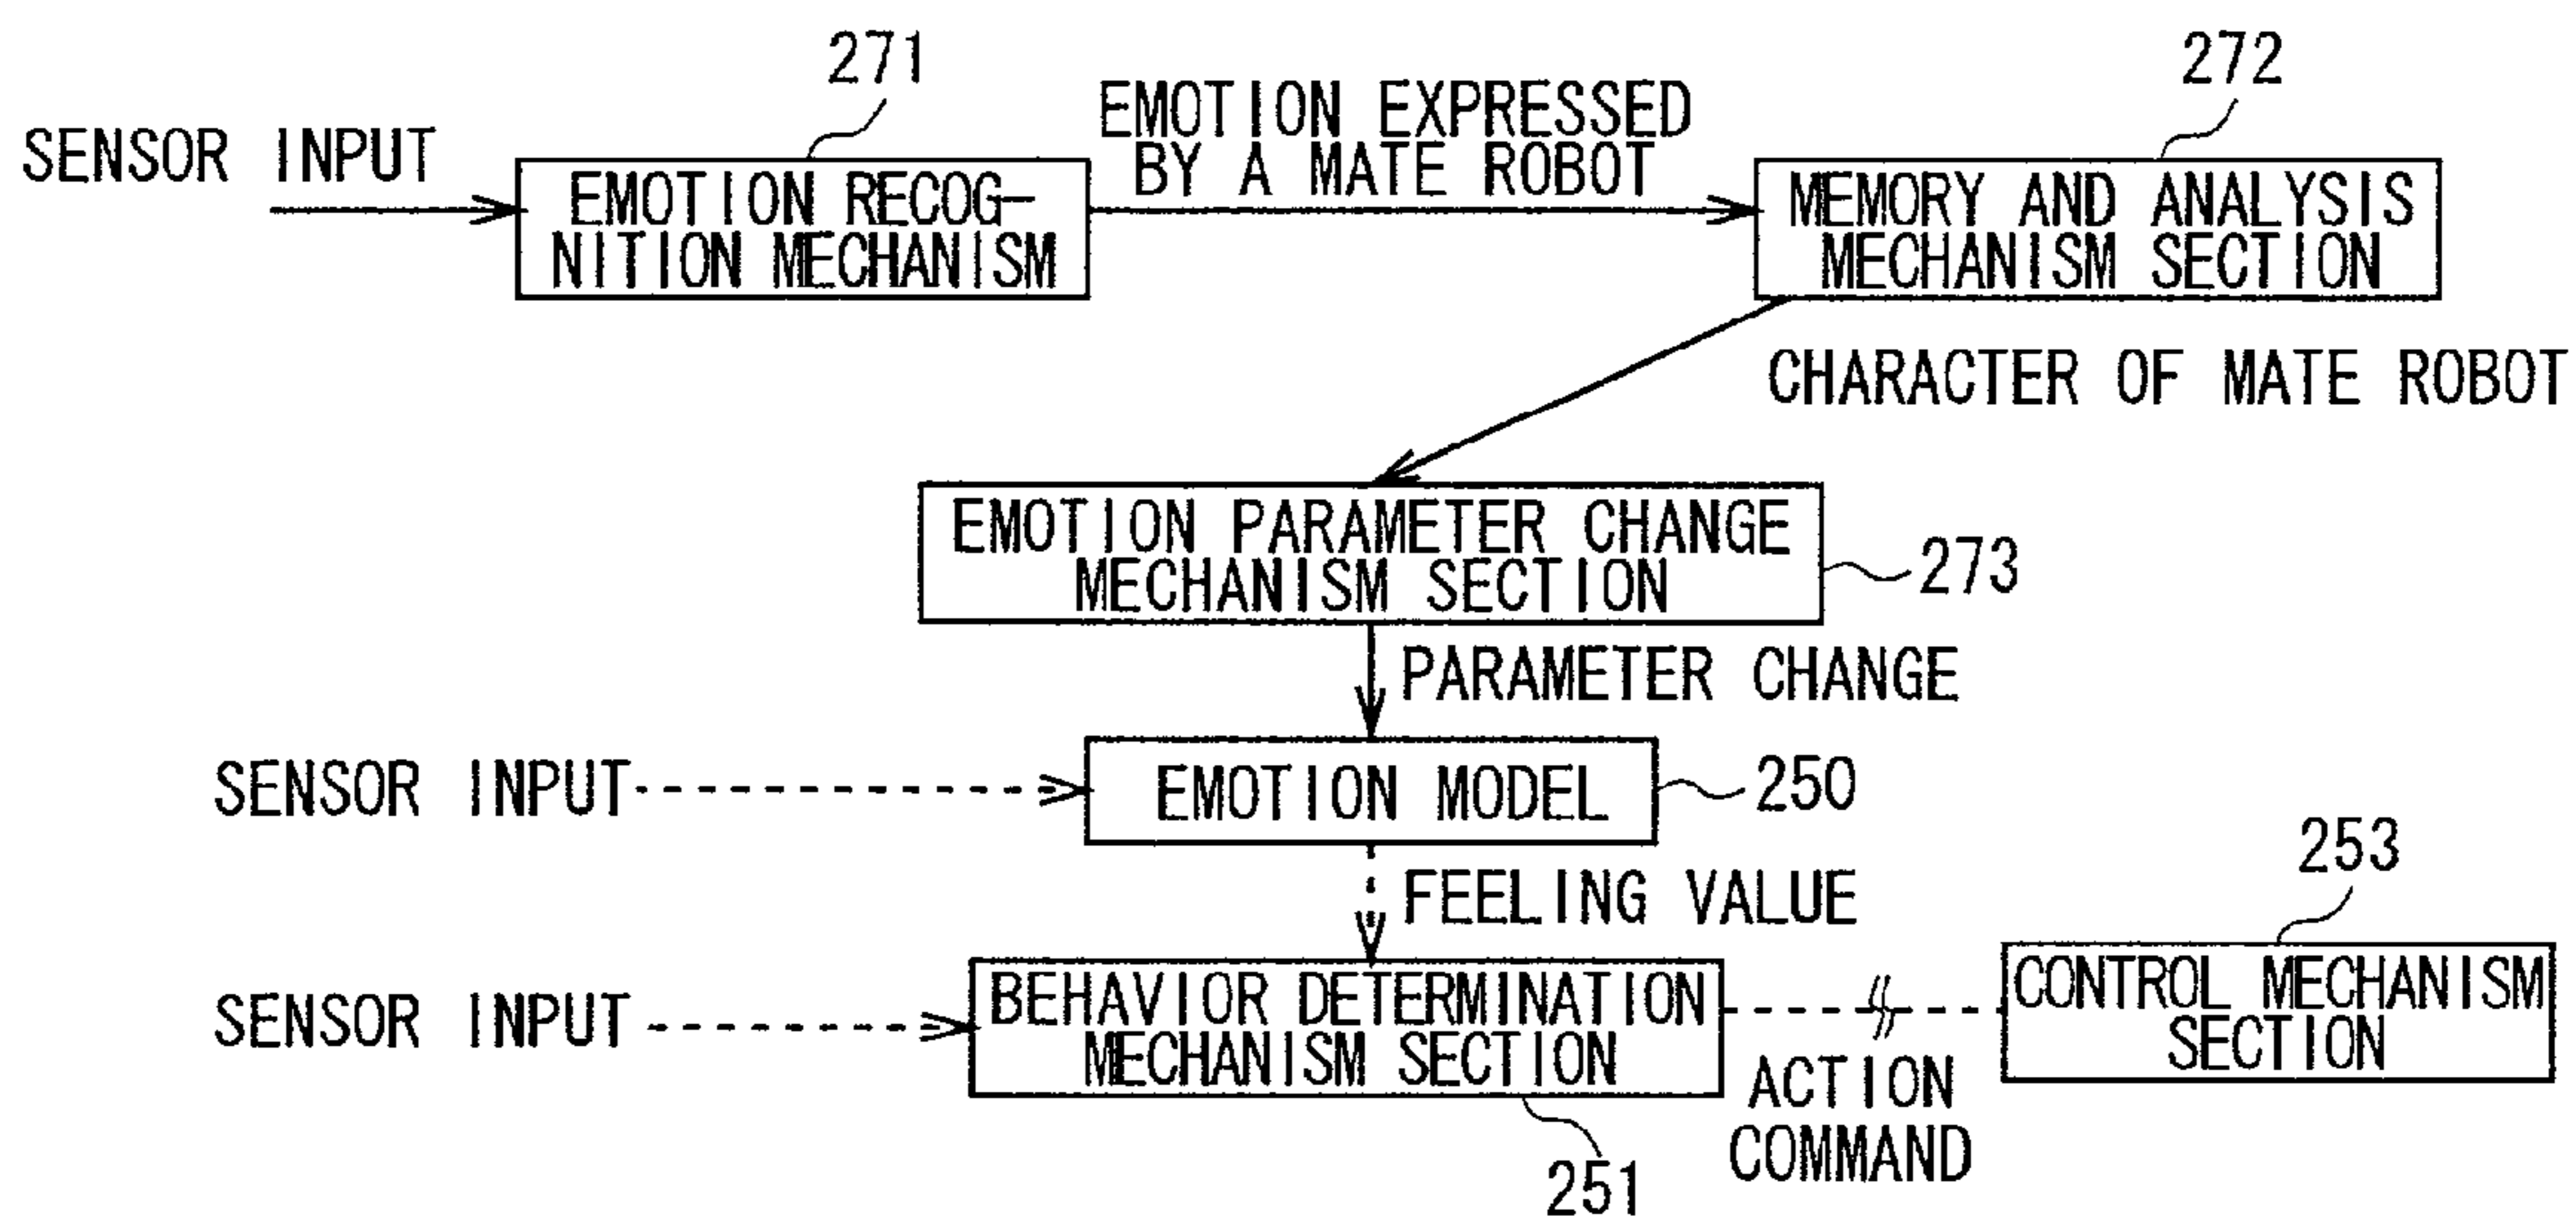 271
272
SENSOR INPUT
EMOTION EXPRESSED
BY A MATE ROBOT
EMOTION RECOG-
NITION MECHANISM
MEMORY AND ANALYSIS
MECHANISM SECTION
CHARACTER OF MATE ROBOT
EMOTION PARAMETER CHANGE
MECHANISM SECTION
273
PARAMETER CHANGE
SENSOR INPUT
EMOTION MODEL
250
FEELING VALUE
253
SENSOR INPUT
BEHAVIOR DETERMINATION
MECHANISM SECTION
CONTROL MECHANISM
SECTION
ACTION
COMMAND
251